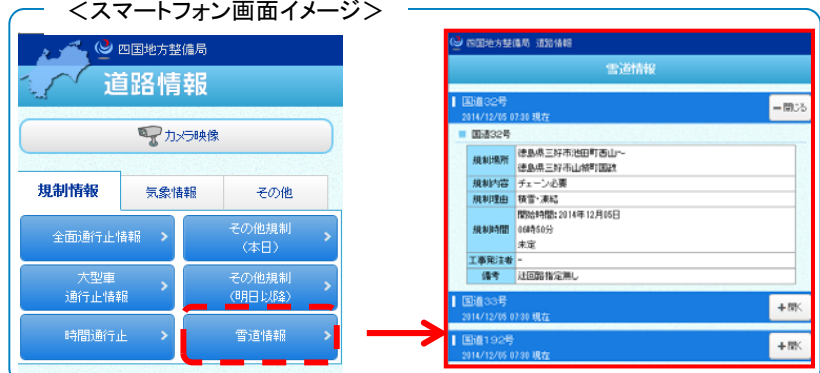 ＜スマートフォン画面イメージ＞
四国地方整備局
道路情報
カメラ映像
規制情報
気象情報
その他
全面通行止情報 >
その他規制
（本日） >
大型車
通行止情報 >
その他規制
（明日以降） >
時間通行止 >
雪道情報 >
四国地方整備局 道路情報
雪道情報
国道32号
2014/12/05 07:30 現在
－閉じる
国道32号
規制場所
徳島県三好市池田町西山～
徳島県三好市山城町国政
規制内容 チェーン必要
規制理由 積雪・凍結
規制時間
開始時間：2014年12月05日
06時50分
未定
工事発注者 -
備考 迂回路指定無し
国道33号
2014/12/05 07:30 現在
＋開く
国道192号
2014/12/05 07:30 現在
＋開く